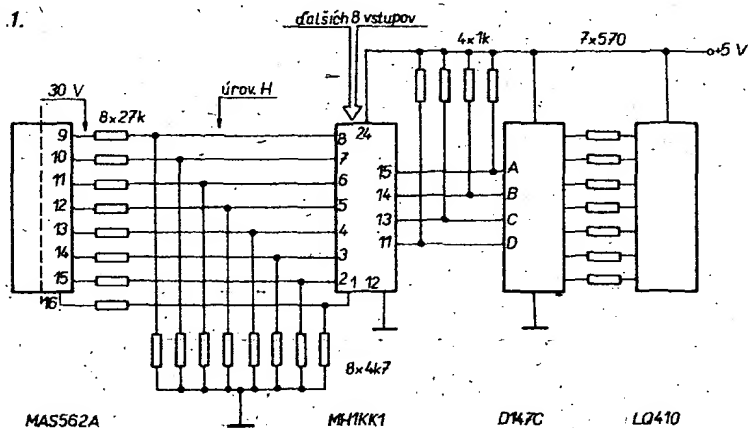 1.
ďalších 8 vstupov
4×1k
7×570
+5 V
30 V
8×27k
úrov. H
9
10
11
12
13
14
15
16
8
7
6
5
4
3
2
1
24
12
15
14
13
11
A
B
C
D
8×4k7
MAS562A
MH1KK1
D147C
LQ410